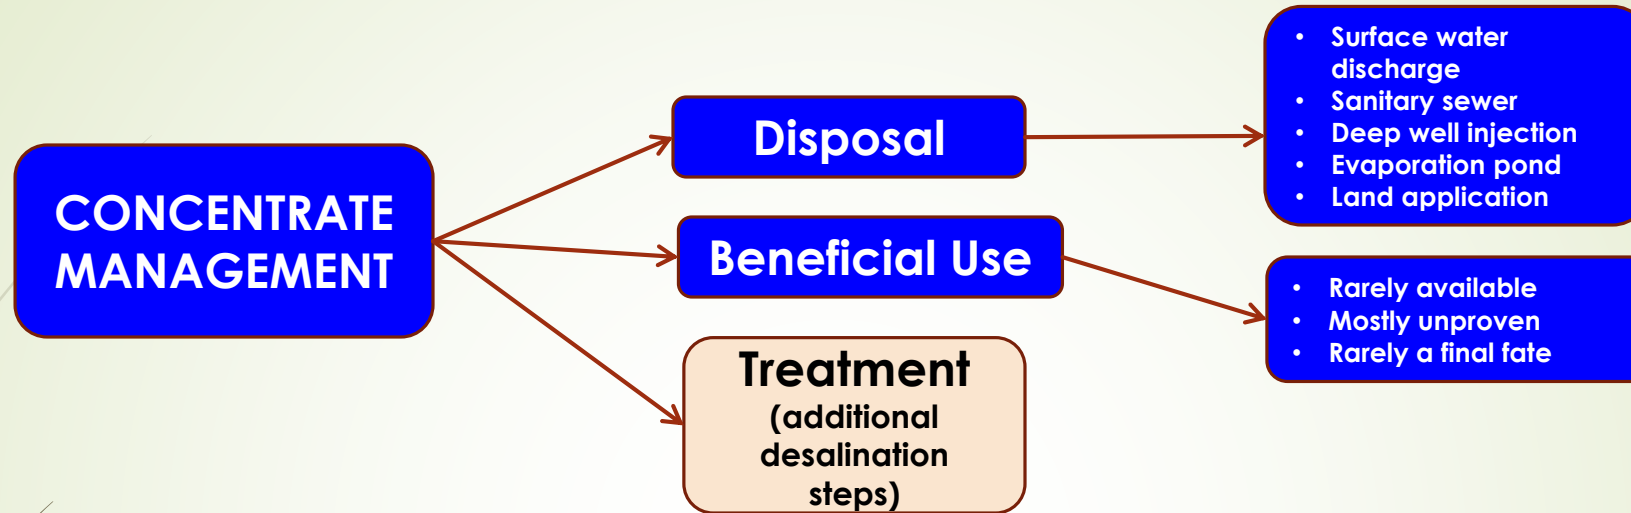 CONCENTRATE
MANAGEMENT
Disposal
• Surface water
discharge
• Sanitary sewer
• Deep well injection
• Evaporation pond
• Land application
Beneficial Use
• Rarely available
• Mostly unproven
• Rarely a final fate
Treatment
(additional
desalination
steps)